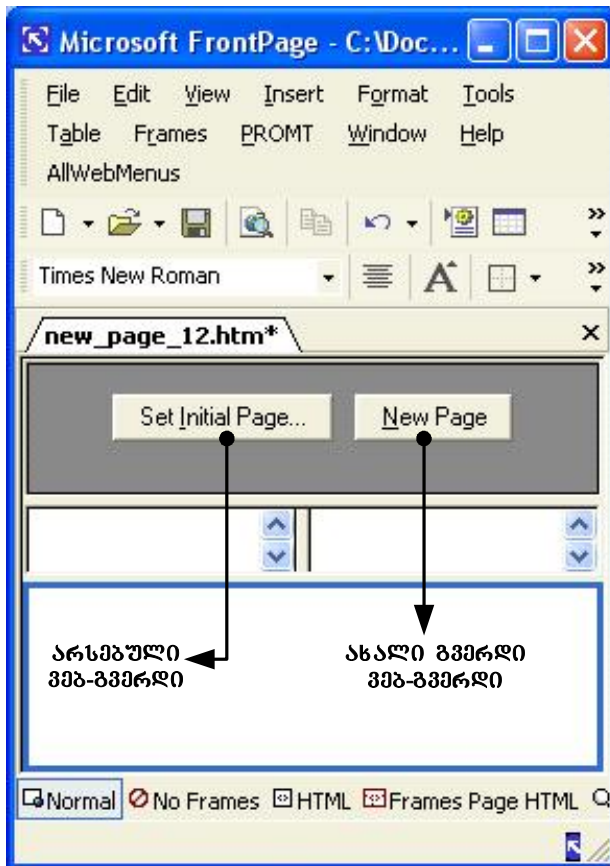 Microsoft FrontPage - C:\Doc...
File Edit View Insert Format Tools
Table Frames PROMT Window Help
AllWebMenus
Times New Roman
new_page_12.htm*
Set Initial Page... New Page
არსებული ახალი გვერდი
ვებ-გვერდი ვებ-გვერდი
Normal No Frames HTML Frames Page HTML